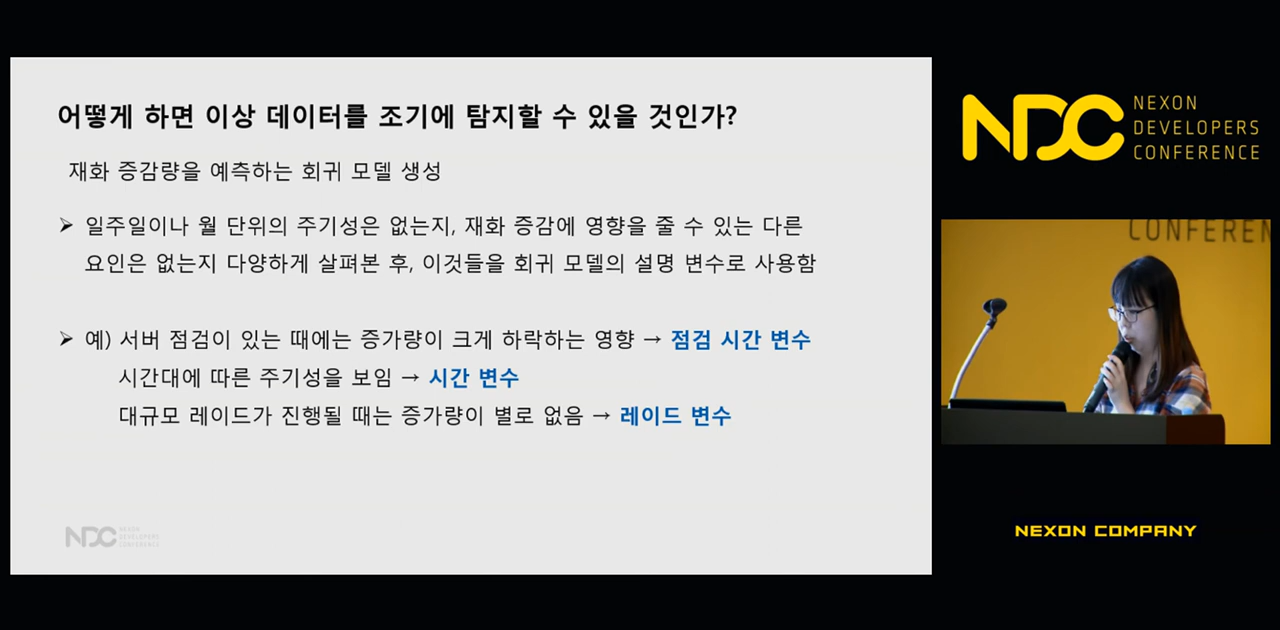 어떻게 하면 이상 데이터를 조기에 탐지할 수 있을 것인가?
재화 증감량을 예측하는 회귀 모델 생성
➢ 일주일이나 월 단위의 주기성은 없는지, 재화 증감에 영향을 줄 수 있는 다른
요인은 없는지 다양하게 살펴본 후, 이것들을 회귀 모델의 설명 변수로 사용함
➢ 예) 서버 점검이 있는 때에는 증가량이 크게 하락하는 영향 → 점검 시간 변수
시간대에 따른 주기성을 보임 → 시간 변수
대규모 레이드가 진행될 때는 증가량이 별로 없음 → 레이드 변수
NDC NEXON
DEVELOPERS
CONFERENCE
NDC NEXON
DEVELOPERS
CONFERENCE
CONFEREN
NEXON COMPANY